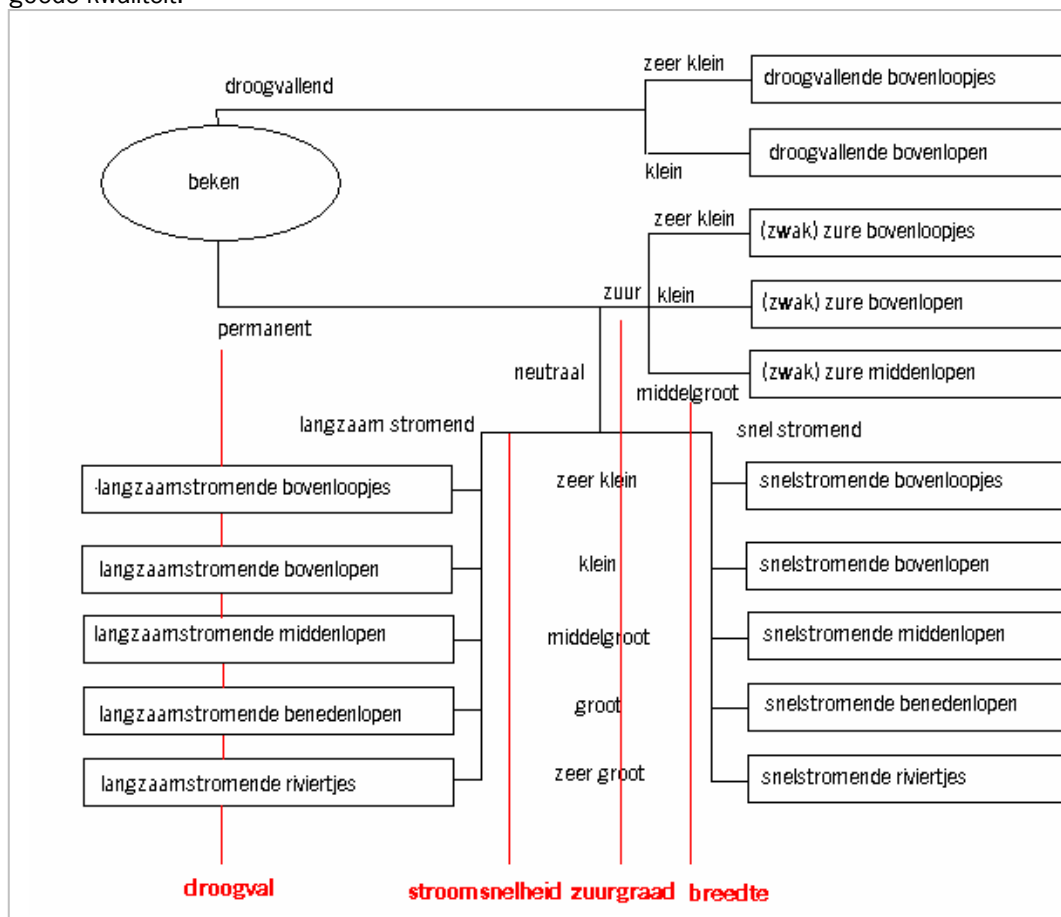 goede kwaliteit.
zeer klein
droogvallend
droogvallende bovenloopjes
beken
droogvallende bovenlopen
klein
zeer klein
(zwak) zure bovenloopjes
zuur
klein
(zwak) zure bovenlopen
permanent
neutraal
(zwak) zure middenlopen
middelgroot
langzaam stromend
snel stromend
-langzaamstromende bovenloopjes
zeer klein
snelstromende bovenloopjes
langzaamstromende bovenlopen
klein
snelstromende bovenlopen
langzaamstromende middenlopen
middelgroot
snelstromende middenlopen
langzaamstromende benedenlopen
groot
snelstromende benedenlopen
langzaamstromende riviertjes
zeer groot
snelstromende riviertjes
droogval
stroomsnelheid
zuurgraad
breedte